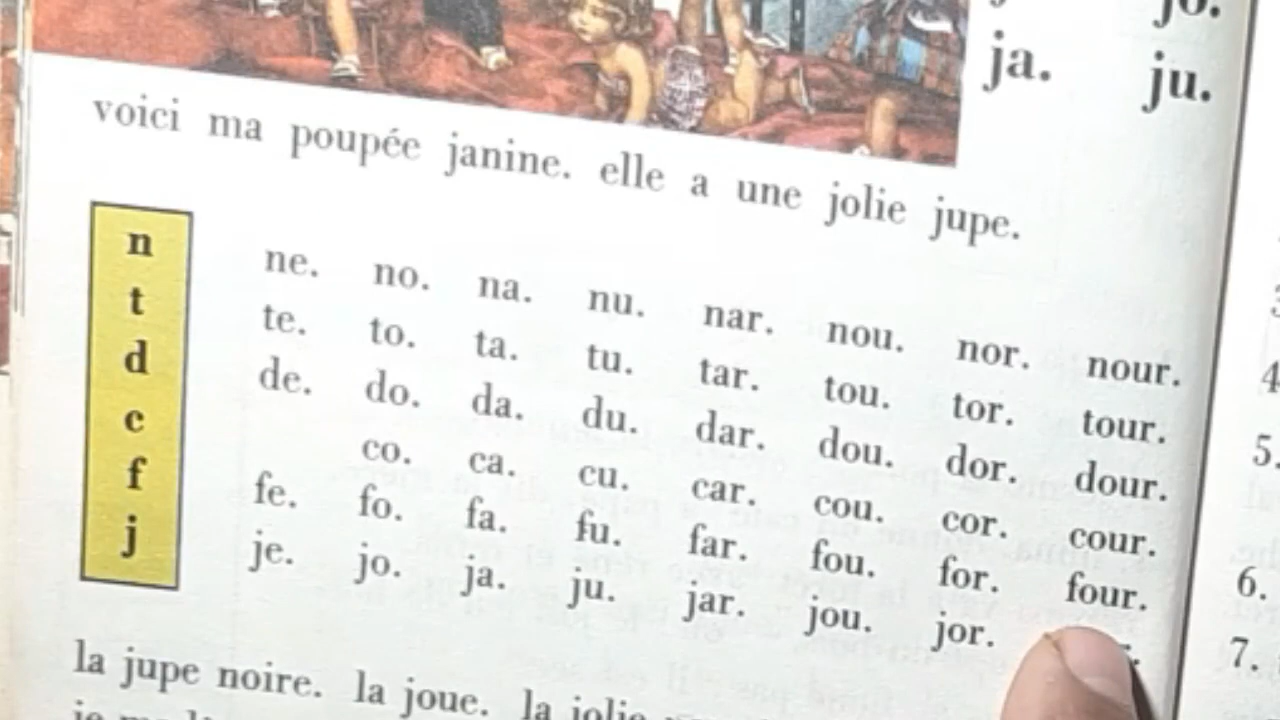 ja. ju.
voici ma poupée janine. elle a une jolie jupe.
n
t
d
c
f
j
ne. no. na. nu. nar. nou. nor. nour.
te. to. ta. tu. tar. tou. tor. tour.
de. do. da. du. dar. dou. dor. dour.
co. ca. cu. car. cou. cor. cour.
fe. fo. fa. fu. far. fou. for. four.
je. jo. ja. ju. jar. jou. jor.
la jupe noire. la joue. la jolie
4
5.
6.
7.